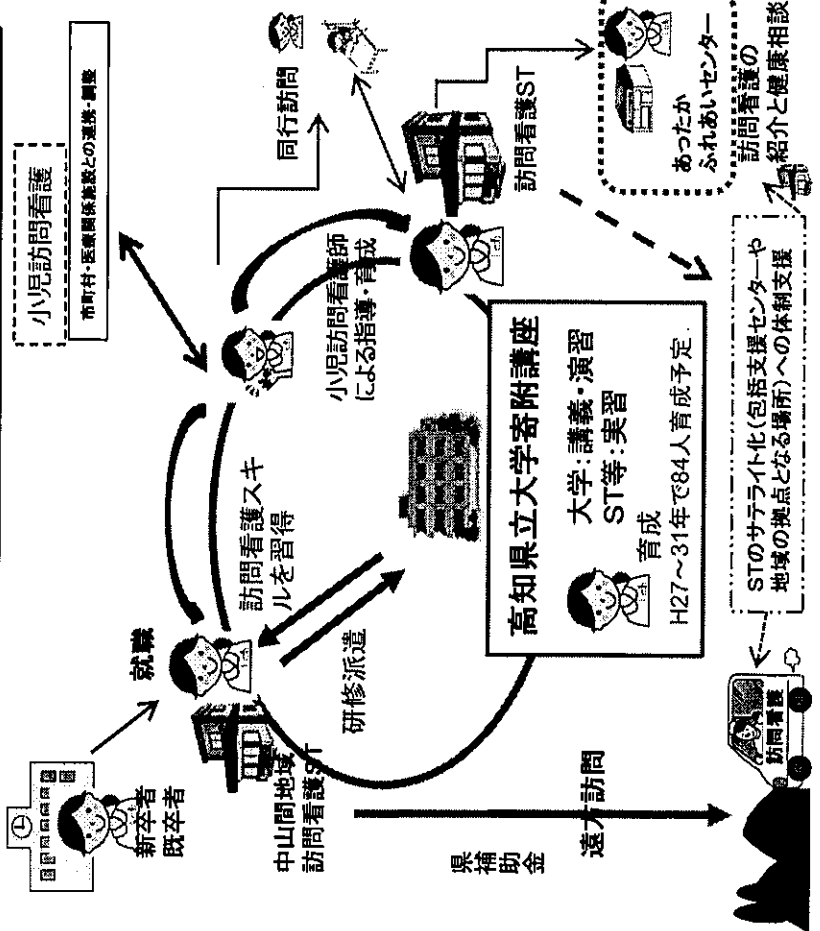 小児訪問看護
市町村・医療関係施設との連携・調整
新卒者
既卒者
就職
中山間地域
訪問看護ST
訪問看護スキ
ルを習得
研修派遣
小児訪問看護師
による指導・育成
同行訪問
訪問看護ST
あったか
ふれあいセンター
訪問看護の
紹介と健康相談
高知県立大学寄附講座
大学:講義・演習
ST等:実習
育成
H27～31年で84人育成予定
県補助金
遠方訪問
STのサテライト化(包括支援センターや
地域の拠点となる場所)への体制支援
訪問看護